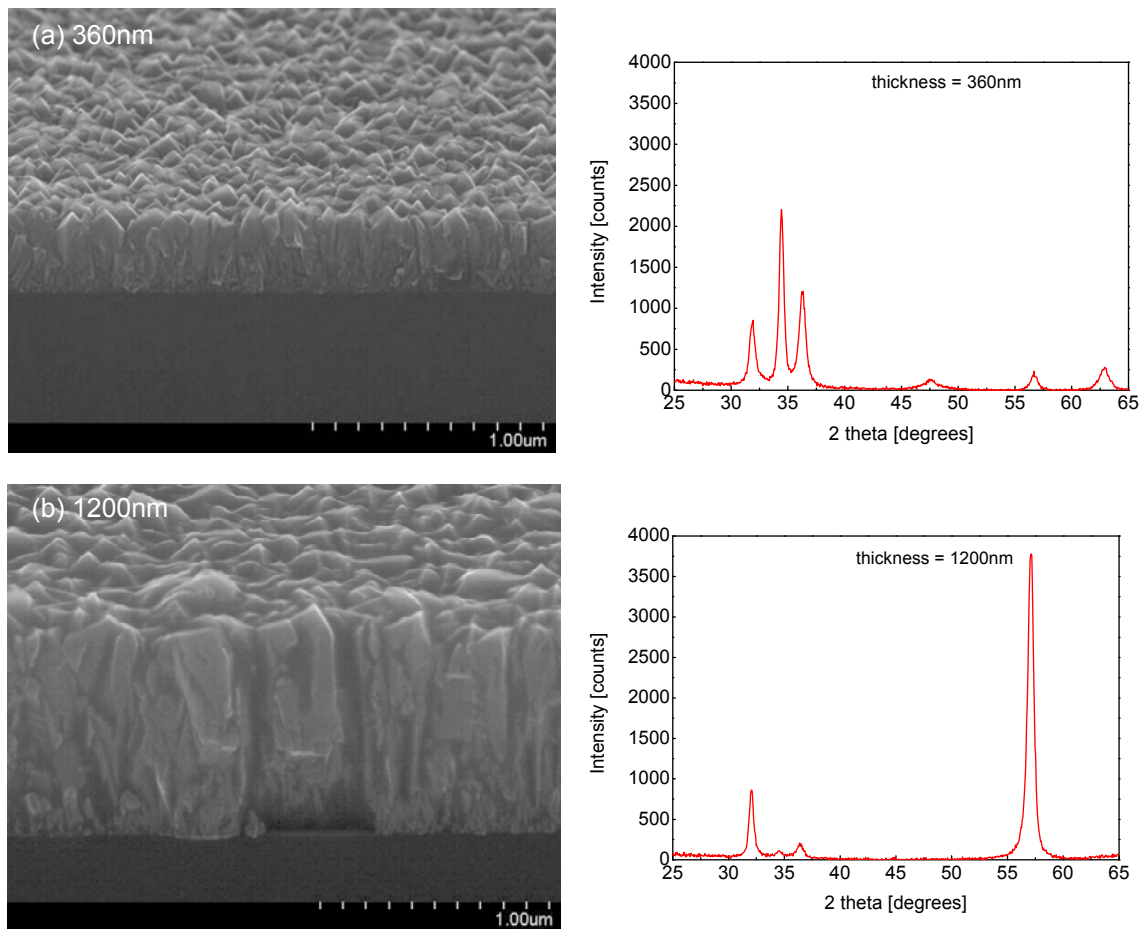 (a) 360nm
1.00um
thickness = 360nm
4000
3500
3000
2500
2000
1500
1000
500
0
Intensity [counts]
25 30 35 40 45 50 55 60 65
2 theta [degrees]
(b) 1200nm
1.00um
thickness = 1200nm
4000
3500
3000
2500
2000
1500
1000
500
0
Intensity [counts]
25 30 35 40 45 50 55 60 65
2 theta [degrees]